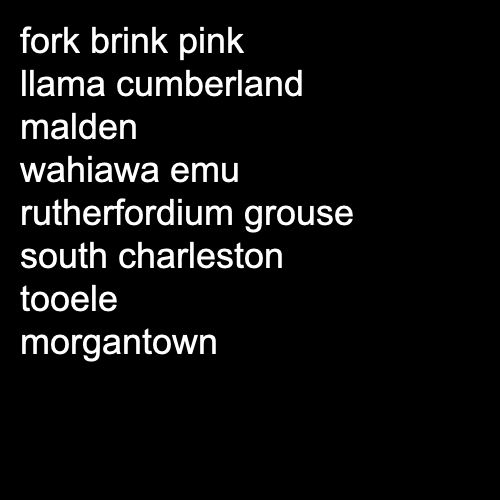 fork brink pink
llama cumberland
malden
wahiawa emu
rutherfordium grouse
south charleston
tooele
morgantown